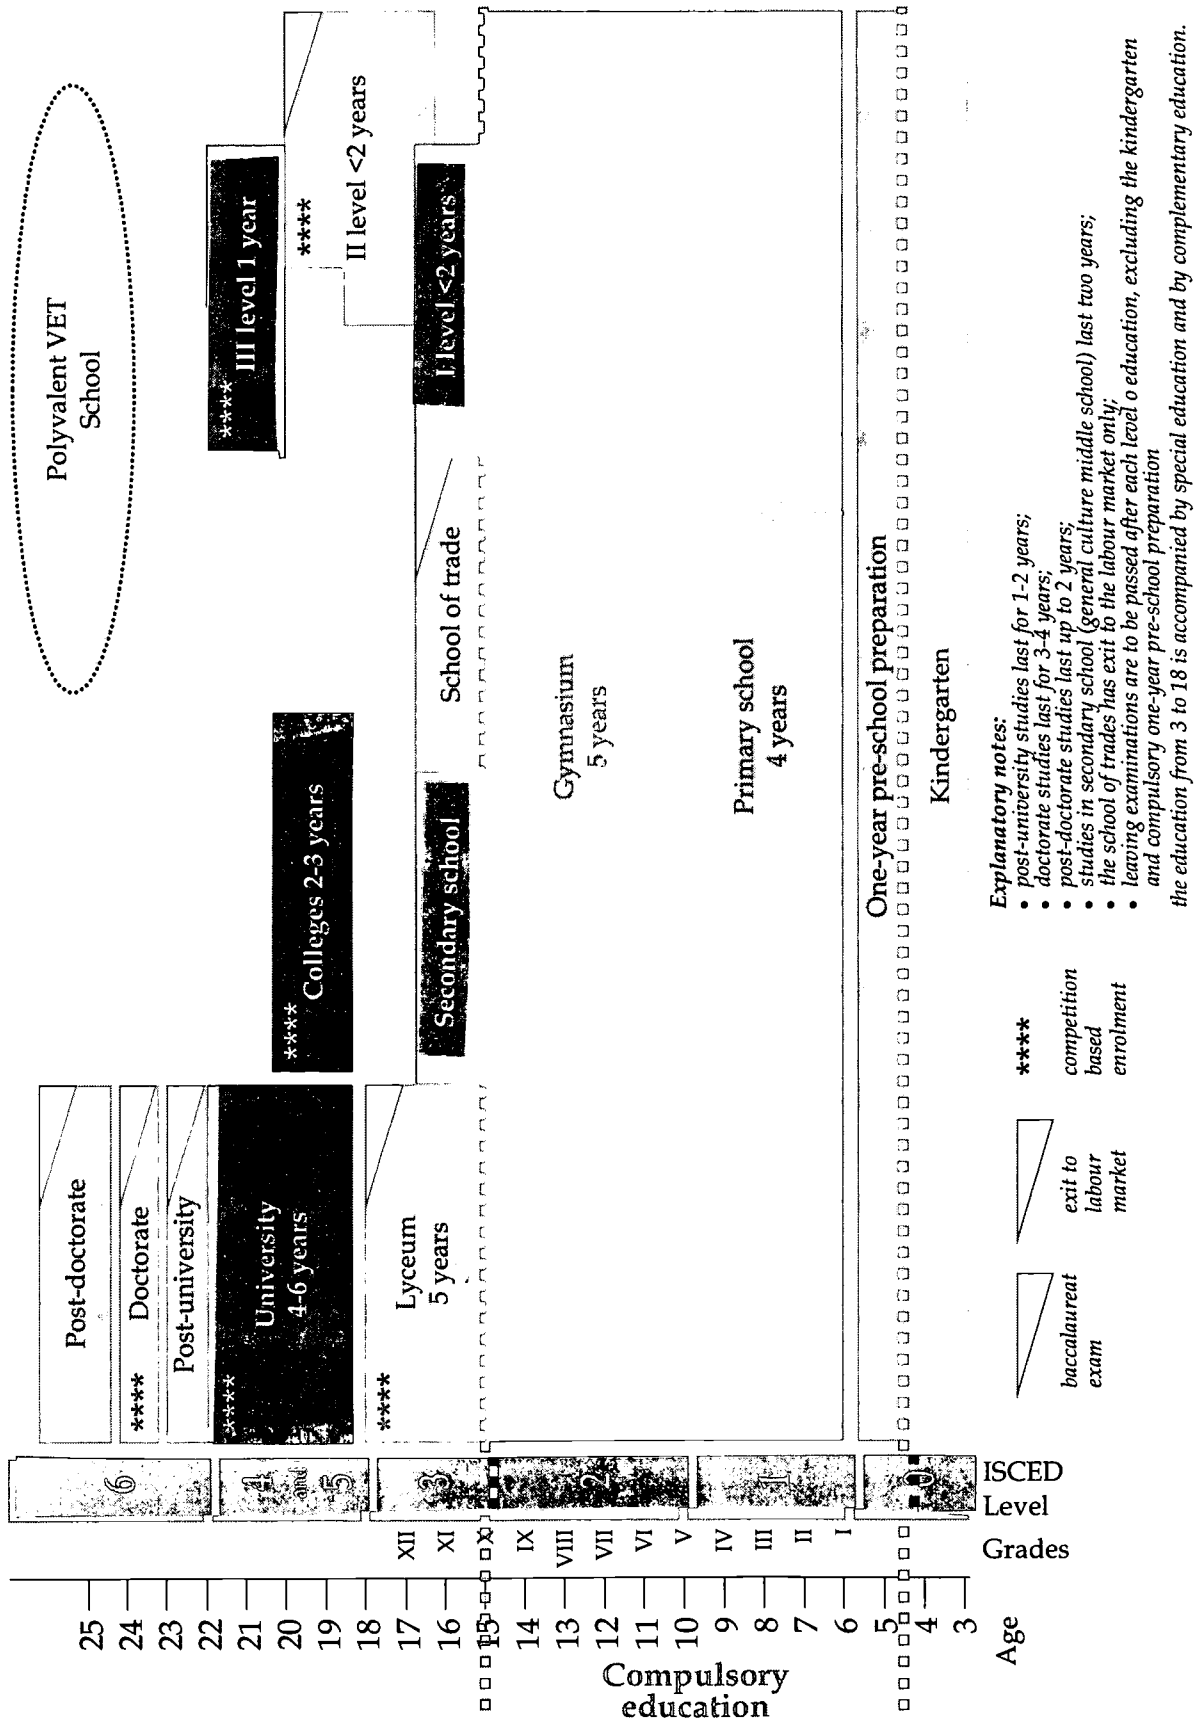 Polyvalent VET
School
Post-doctorate
****
Doctorate
Post-university
****
University
4-6 years
****
Colleges 2-3 years
****
III level 1 year
****
II level <2 years
****
Lyceum
5 years
Secondary school
School of trade
I level <2 years
Gymnasium
5 years
Primary school
4 years
One-year pre-school preparation
Kindergarten
6
4
and
5
3
2
1
0
ISCED
Level
XII
XI
X
IX
VIII
VII
VI
V
IV
III
II
I
Grades
25
24
23
22
21
20
19
18
17
16
15
14
13
12
11
10
9
8
7
6
5
4
3
Age
Compulsory
education
baccalaureat
exam
exit to
labour
market
****
competition
based
enrolment
Explanatory notes:
• post-university studies last for 1-2 years;
• doctorate studies last for 3-4 years;
• post-doctorate studies last up to 2 years;
• studies in secondary school (general culture middle school) last two years;
• the school of trades has exit to the labour market only;
• leaving examinations are to be passed after each level o education, excluding the kindergarten
and compulsory one-year pre-school preparation
the education from 3 to 18 is accompanied by special education and by complementary education.